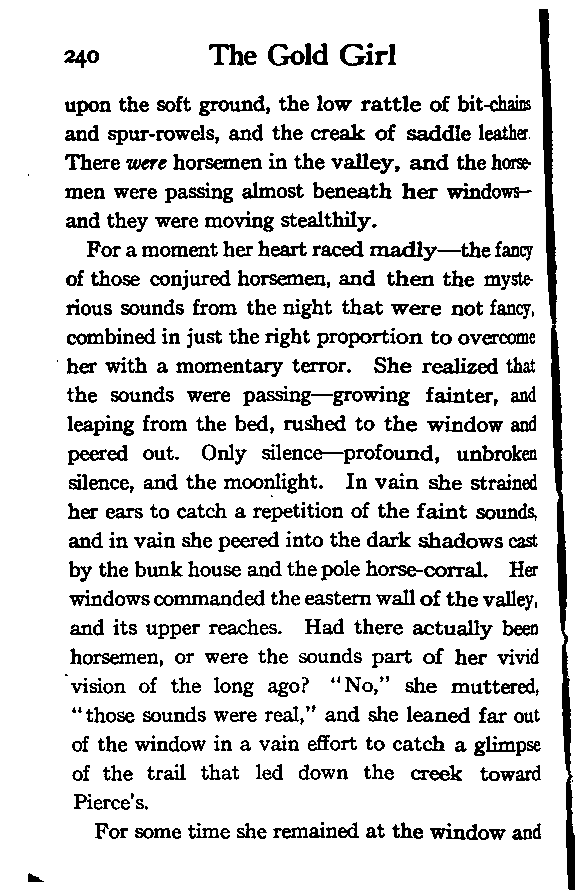 240 The Gold Girl
upon the soft ground, the low rattle of bit-chains
and spur-rowels, and the creak of saddle leather.
There were horsemen in the valley, and the horse-
men were passing almost beneath her windows—
and they were moving stealthily.
For a moment her heart raced madly—the fancy
of those conjured horsemen, and then the myste-
rious sounds from the night that were not fancy,
combined in just the right proportion to overcome
her with a momentary terror. She realized that
the sounds were passing—growing fainter, and
leaping from the bed, rushed to the window and
peered out. Only silence—profound, unbroken
silence, and the moonlight. In vain she strained
her ears to catch a repetition of the faint sounds,
and in vain she peered into the dark shadows cast
by the bunk house and the pole horse-corral. Her
windows commanded the eastern wall of the valley,
and its upper reaches. Had there actually been
horsemen, or were the sounds part of her vivid
vision of the long ago? "No," she muttered,
"those sounds were real," and she leaned far out
of the window in a vain effort to catch a glimpse
of the trail that led down the creek toward
Pierce's.
For some time she remained at the window and